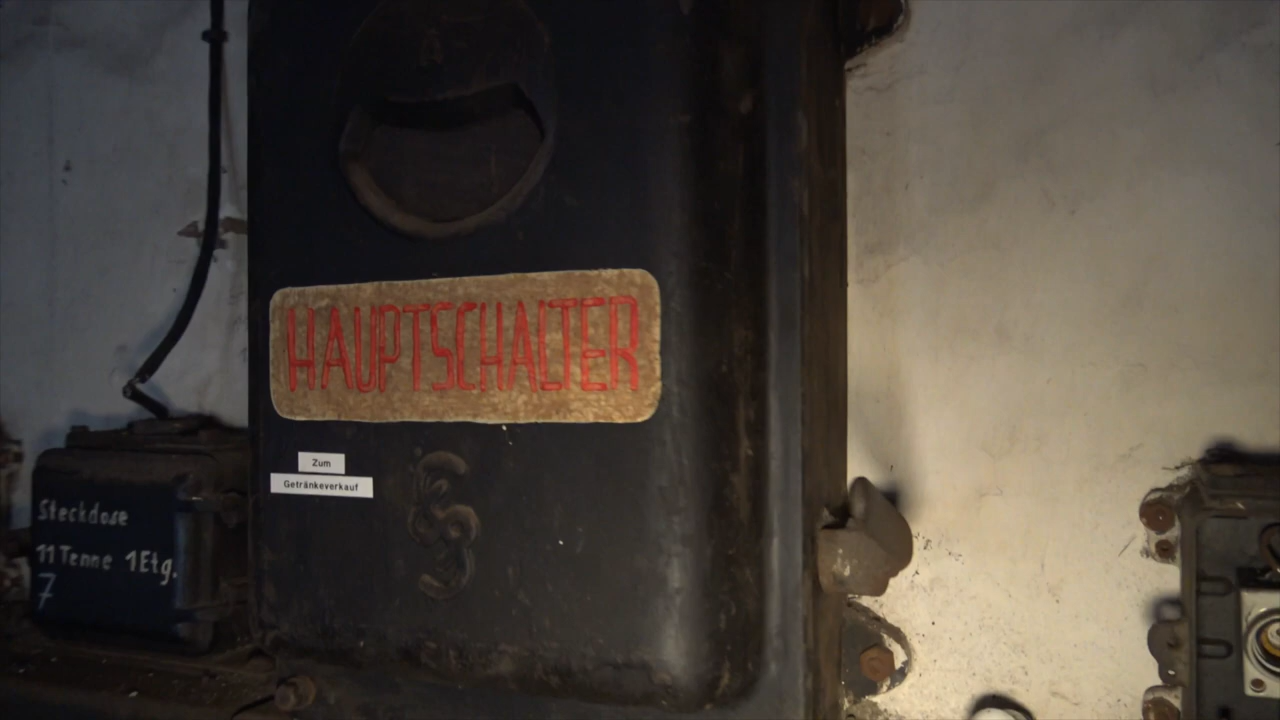 HAUPTSCHALTER
Zum
Getränkeverkauf
Steckdose
11 Tenne 1Etg.
7